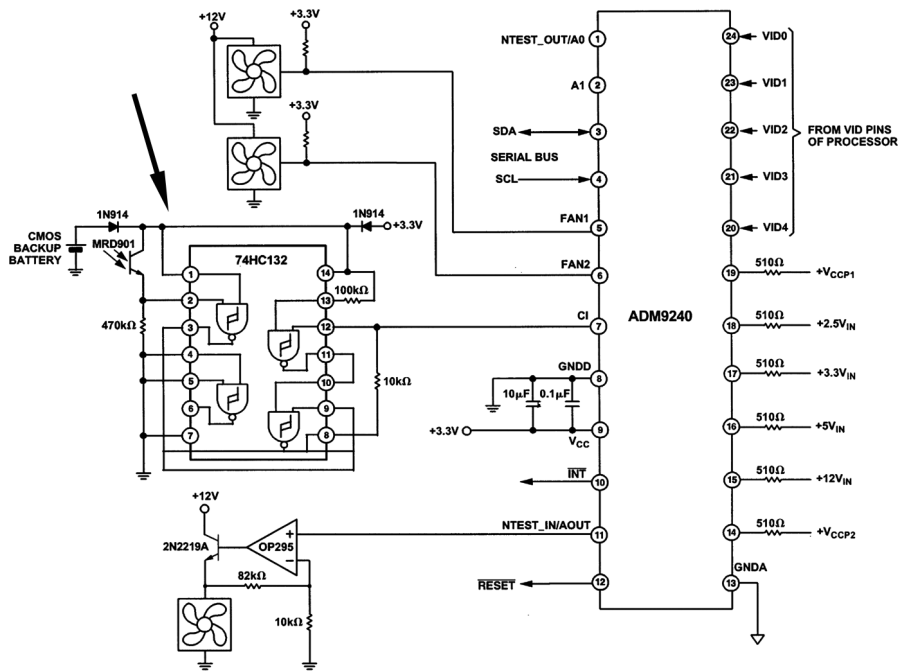 +12V
+3.3V
+3.3V
NTEST_OUT/A0
1
A1
2
SDA
3
SERIAL BUS
SCL
4
FAN1
5
FAN2
6
CI
7
GNDD
8
10μF
0.1μF
+3.3V
VCC
9
INT
10
NTEST_IN/AOUT
11
RESET
12
ADM9240
24
VID0
23
VID1
22
VID2
21
VID3
20
VID4
FROM VID PINS
OF PROCESSOR
19
510Ω
+VCCP1
18
510Ω
+2.5VIN
17
510Ω
+3.3VIN
16
510Ω
+5VIN
15
510Ω
+12VIN
14
510Ω
+VCCP2
GNDA
13
1N914
1N914
+3.3V
CMOS
BACKUP
BATTERY
MRD901
74HC132
470kΩ
100kΩ
10kΩ
1
2
3
4
5
6
7
14
13
12
11
10
9
8
+12V
2N2219A
OP295
+
−
82kΩ
10kΩ